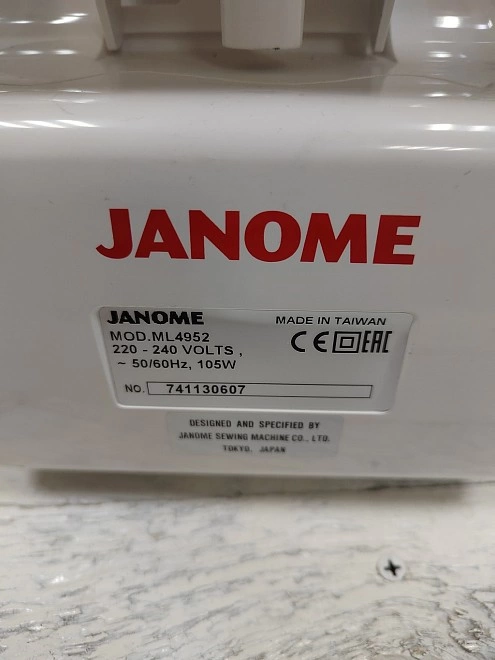 JANOME
JANOME MADE IN TAIWAN
MOD.ML4952
220 - 240 VOLTS , CE EAC
~ 50/60Hz, 105W
NO. 741130607
DESIGNED AND SPECIFIED BY
JANOME SEWING MACHINE CO., LTD.
TOKYO, JAPAN